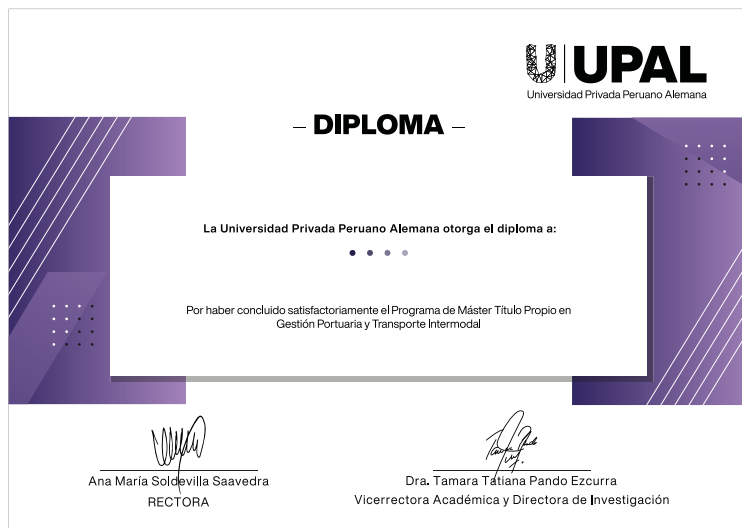 UPAL
Universidad Privada Peruano Alemana
– DIPLOMA –
La Universidad Privada Peruano Alemana otorga el diploma a:
Por haber concluido satisfactoriamente el Programa de Máster Título Propio en
Gestión Portuaria y Transporte Intermodal
Ana María Soldevilla Saavedra
RECTORA
Dra. Tamara Tatiana Pando Ezcurra
Vicerrectora Académica y Directora de Investigación